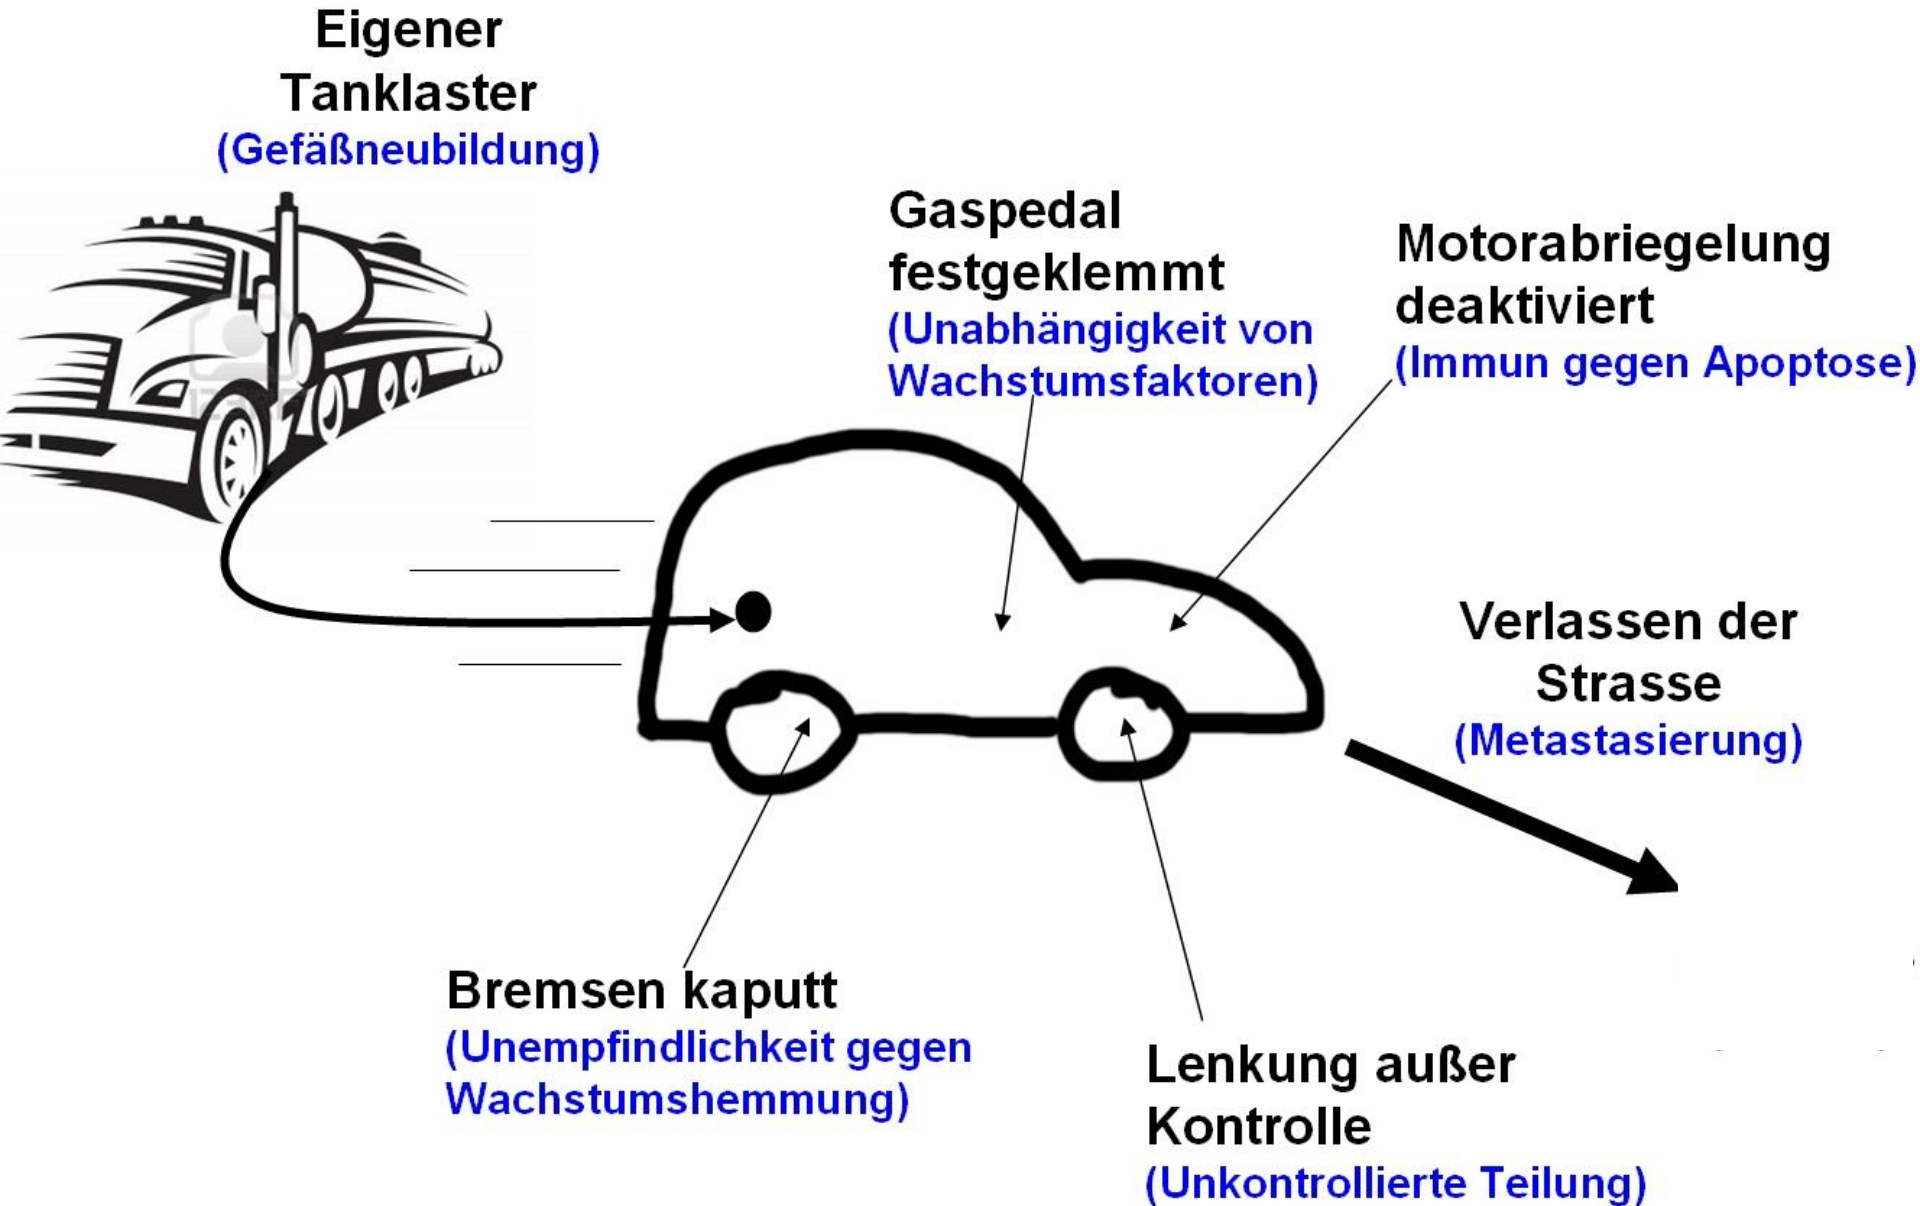 Eigener
Tanklaster
(Gefäßneubildung)
Gaspedal
festgeklemmt
(Unabhängigkeit von
Wachstumsfaktoren)
Motorabriegelung
deaktiviert
(Immun gegen Apoptose)
Verlassen der
Strasse
(Metastasierung)
Bremsen kaputt
(Unempfindlichkeit gegen
Wachstumshemmung)
Lenkung außer
Kontrolle
(Unkontrollierte Teilung)